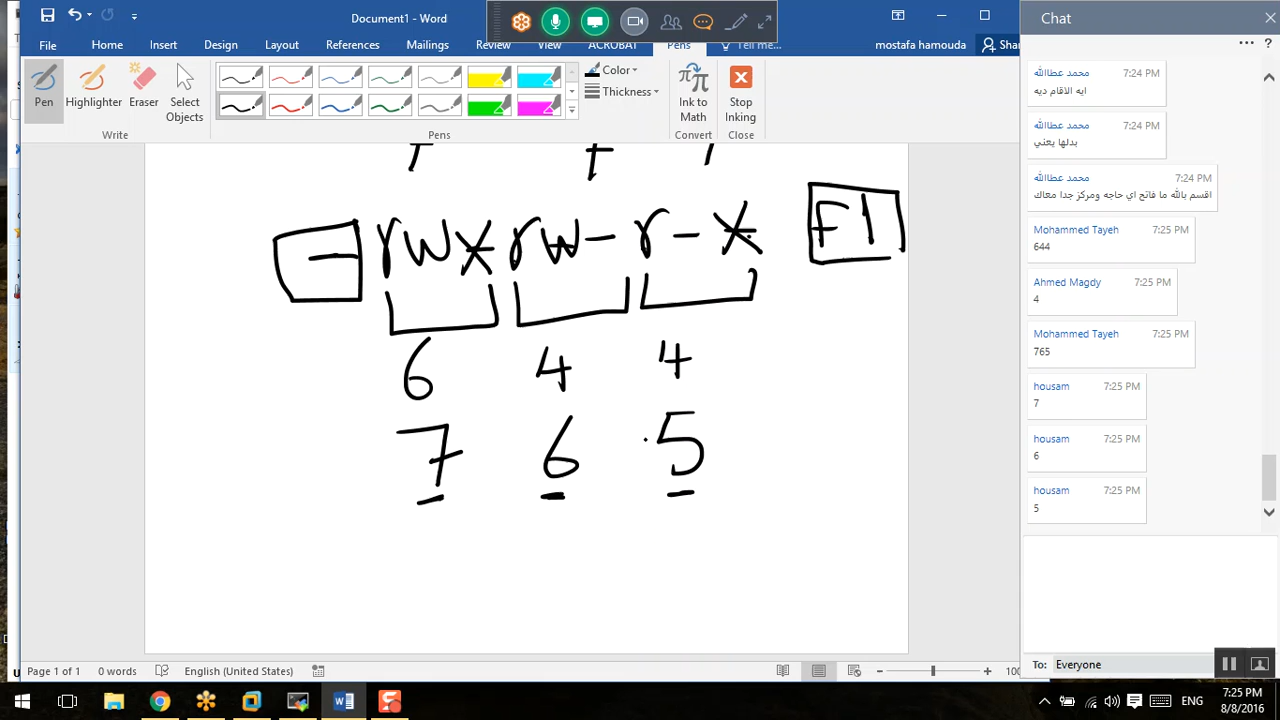 Document1 - Word
File
Home
Insert
Design
Layout
References
Mailings
Review
View
ACROBAT
Pens
Tell me...
mostafa hamouda
Pen
Highlighter
Eraser
Select Objects
Write
Pens
Color
Thickness
Ink to Math
Convert
Stop Inking
Close
- rwx rw- r-x F1
6 4 4
7 6 5
Chat
محمد عطاالله 7:24 PM
ايه الاقام ديه
محمد عطاالله 7:24 PM
بدلها يعني
محمد عطاالله 7:24 PM
اقسم بالله ما فاتح اي حاجه ومركز جدا معاك
Mohammed Tayeh 7:25 PM
644
Ahmed Magdy 7:25 PM
4
Mohammed Tayeh 7:25 PM
765
housam 7:25 PM
7
housam 7:25 PM
6
housam 7:25 PM
5
To: Everyone
Page 1 of 1 0 words English (United States)
ENG
7:25 PM
8/8/2016